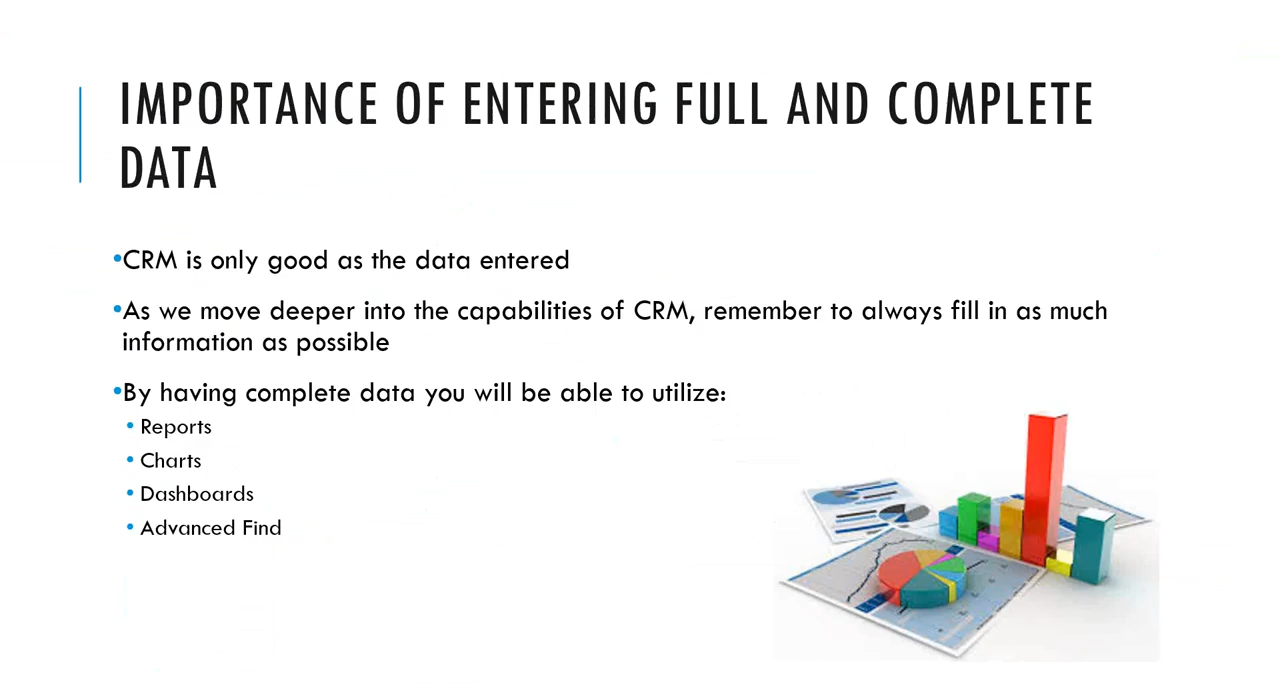 IMPORTANCE OF ENTERING FULL AND COMPLETE
DATA
•CRM is only good as the data entered
•As we move deeper into the capabilities of CRM, remember to always fill in as much
information as possible
•By having complete data you will be able to utilize:
• Reports
• Charts
• Dashboards
• Advanced Find